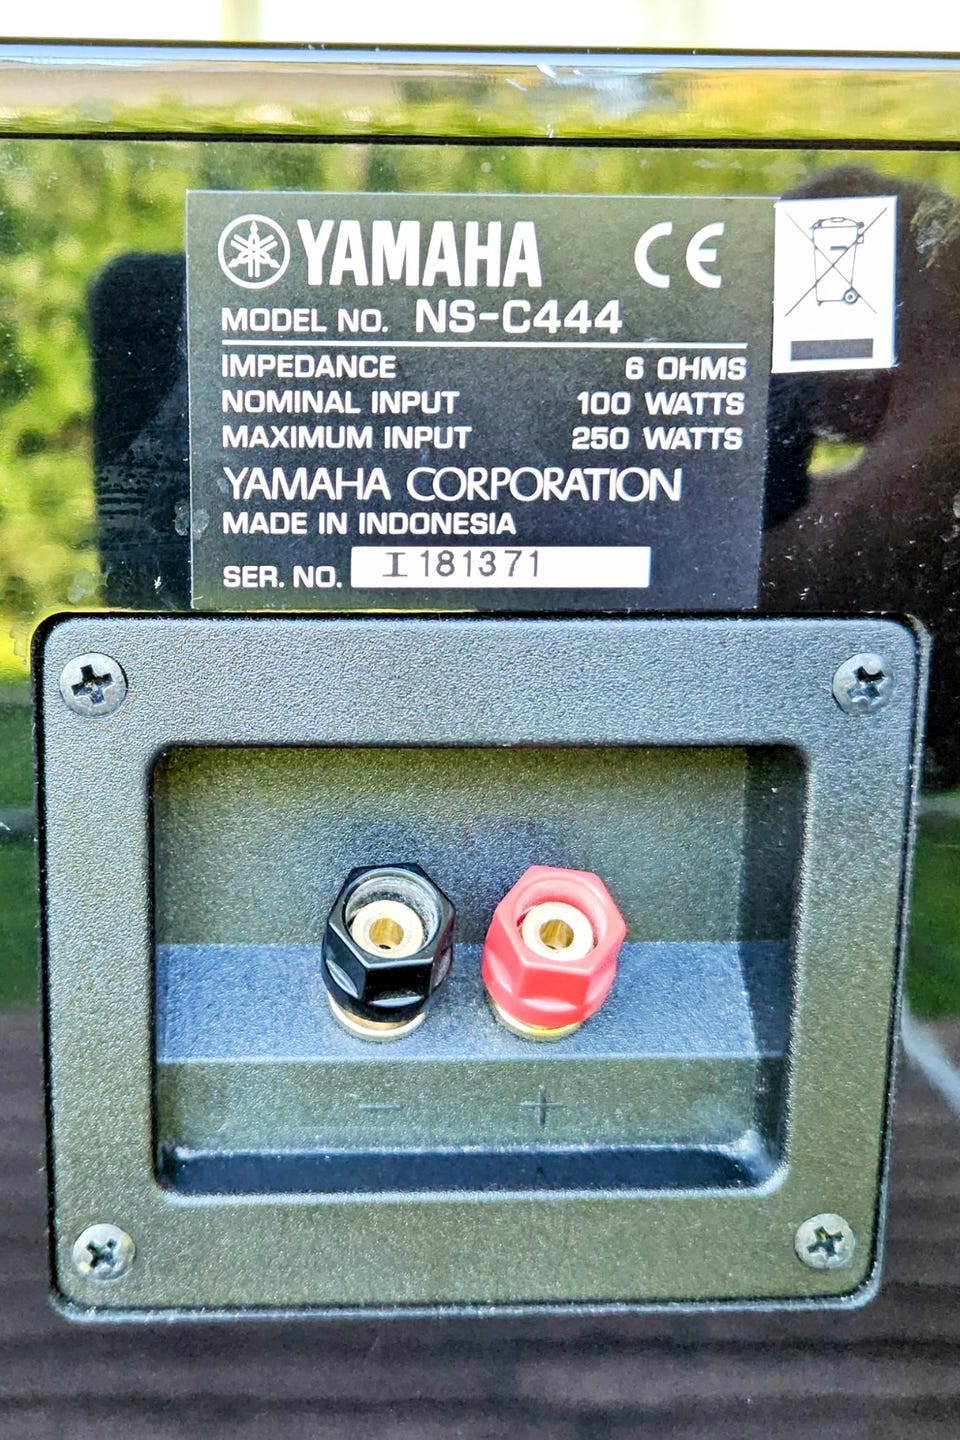 YAMAHA CE
MODEL NO. NS-C444
IMPEDANCE 6 OHMS
NOMINAL INPUT 100 WATTS
MAXIMUM INPUT 250 WATTS
YAMAHA CORPORATION
MADE IN INDONESIA
SER. NO. I 181371
− +